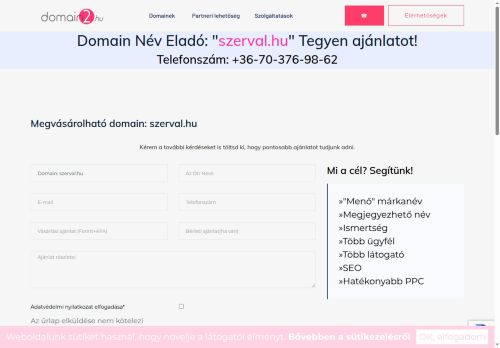 domain2.hu
Domainek Partneri lehetőség Szolgáltatások Elérhetőségek
Domain Név Eladó: "szerval.hu" Tegyen ajánlatot!
Telefonszám: +36-70-376-98-62
Megvásárolható domain: szerval.hu
Kérem a további kérdéseket is töltsd ki, hogy pontosabb ajánlatot tudjunk adni.
Domain: szerval.hu
Az Ön Neve
E-mail
Telefonszám
Vásárlási ajánlat (Forint+ÁFA)
Bérleti ajánlat(ha van)
Ajánlat részletei
Adatvédelmi nyilatkozat elfogadása*
Az űrlap elküldése nem kötelezi
Mi a cél? Segítünk!
»"Menő" márkanév
»Megjegyezhető név
»Ismertség
»Több ügyfél
»Több látogató
»SEO
»Hatékonyabb PPC
Weboldalunk sütiket használ, hogy növelje a látogatói élményt. Bővebben a sütikezelésről OK, elfogadom